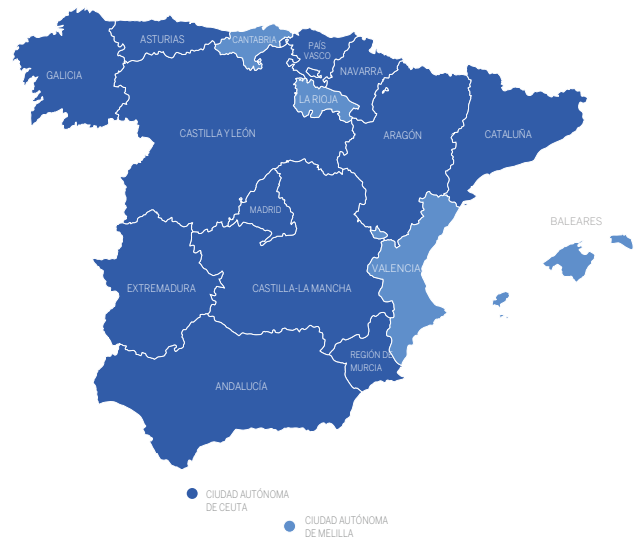 ASTURIAS
CANTABRIA
PAÍS
VASCO
GALICIA
NAVARRA
LA RIOJA
CASTILLA Y LEÓN
ARAGÓN
CATALUÑA
MADRID
BALEARES
VALENCIA
EXTREMADURA
CASTILLA-LA MANCHA
REGIÓN DE
MURCIA
ANDALUCÍA
CIUDAD AUTÓNOMA
DE CEUTA
CIUDAD AUTÓNOMA
DE MELILLA